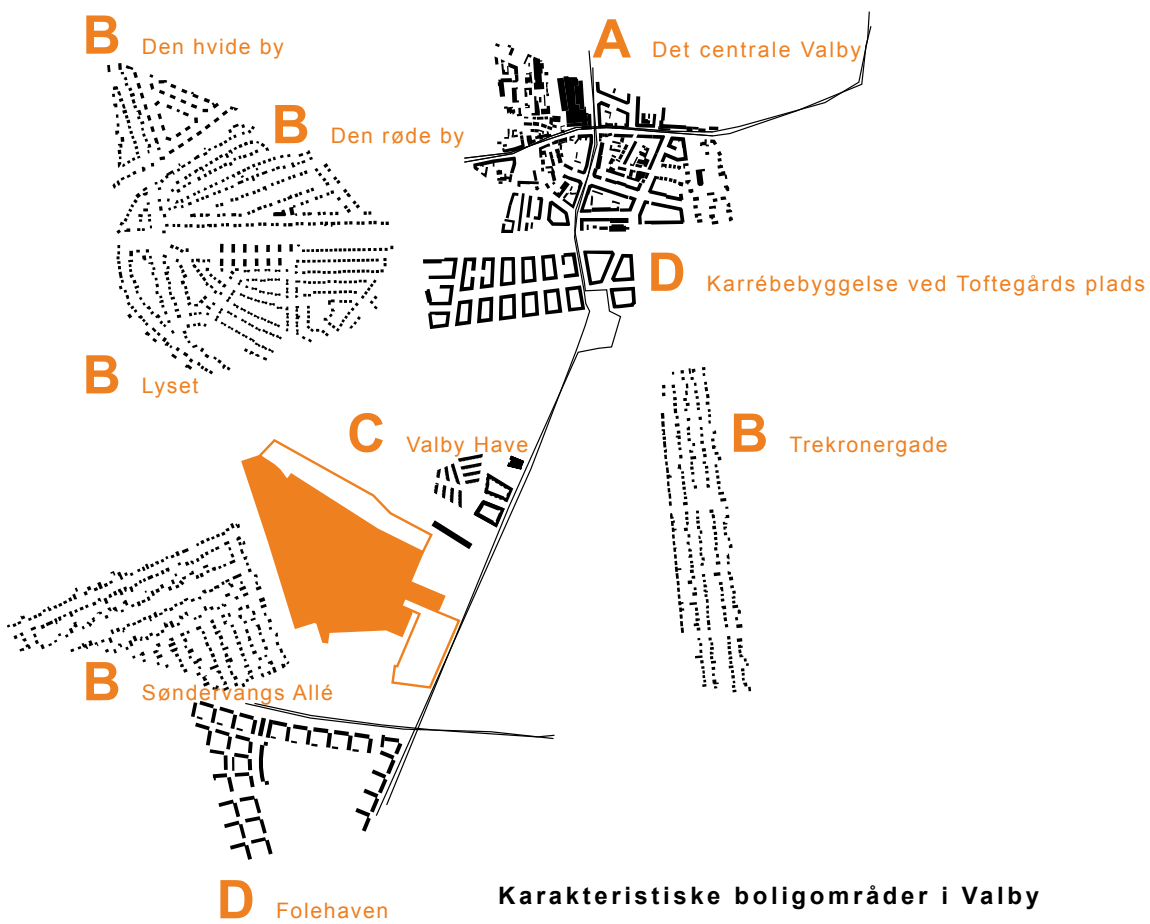 B Den hvide by
A Det centrale Valby
B Den røde by
D Karrébebyggelse ved Toftegårds plads
B Lyset
C Valby Have
B Trekronergade
B Søndervangs Allé
D Folehaven
Karakteristiske boligområder i Valby